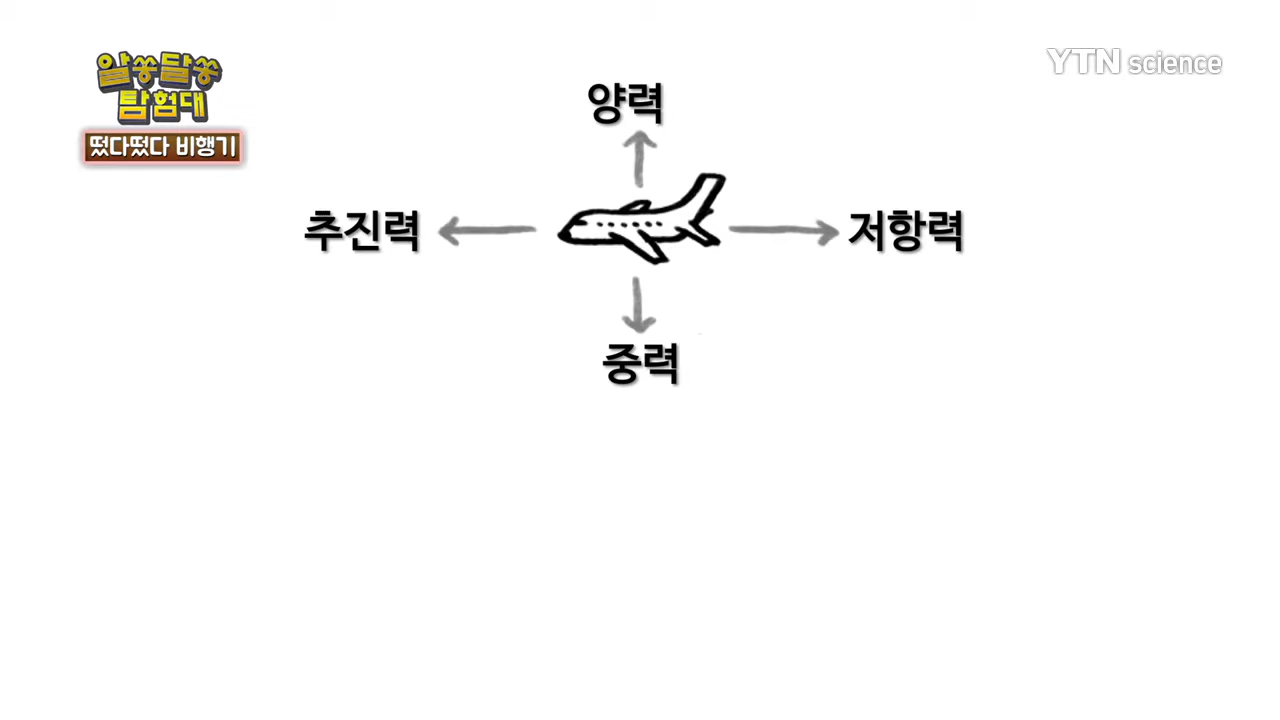 알쏭달쏭
탐험대
떴다떴다 비행기
YTN science
양력
추진력
저항력
중력